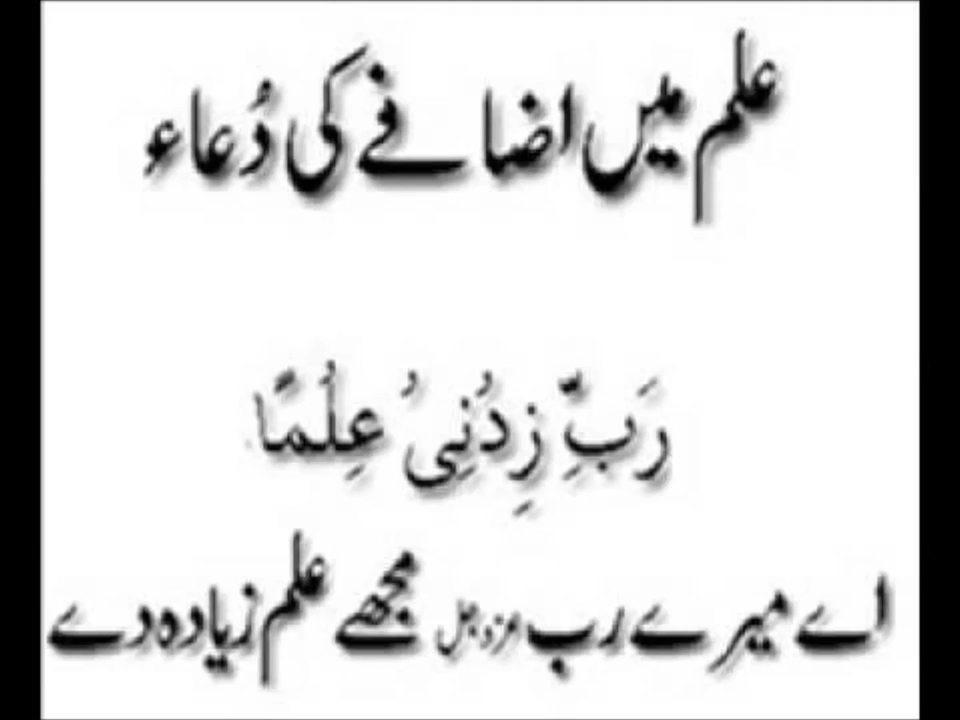 علم میں اضافے کی دُعاء
رَبِّ زِدْنِیْ عِلْمًا
اے میرے رب عزوجل مجھے علم زیادہ دے